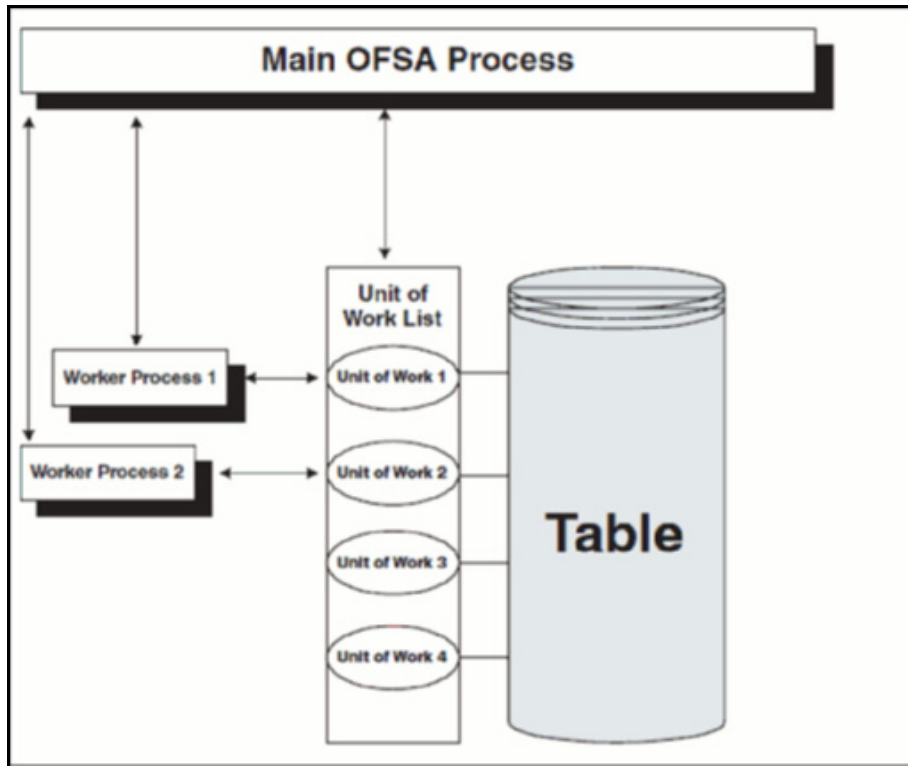 Main OFSA Process
Unit of
Work List
Worker Process 1
Unit of Work 1
Worker Process 2
Unit of Work 2
Table
Unit of Work 3
Unit of Work 4